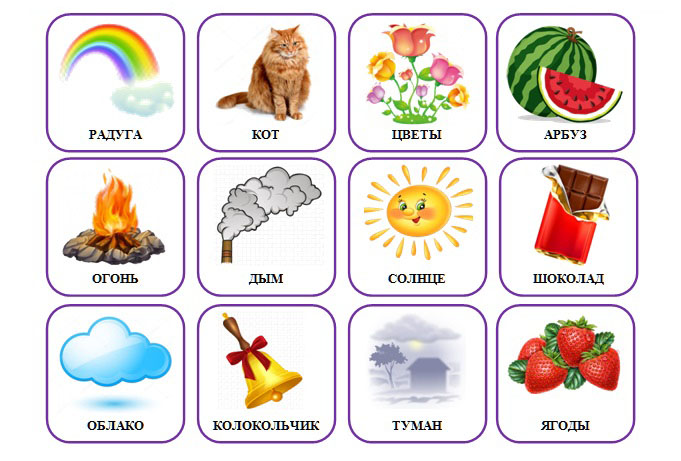 РАДУГА
КОТ
ЦВЕТЫ
АРБУЗ
ОГОНЬ
ДЫМ
СОЛНЦЕ
ШОКОЛАД
ОБЛАКО
КОЛОКОЛЬЧИК
ТУМАН
ЯГОДЫ